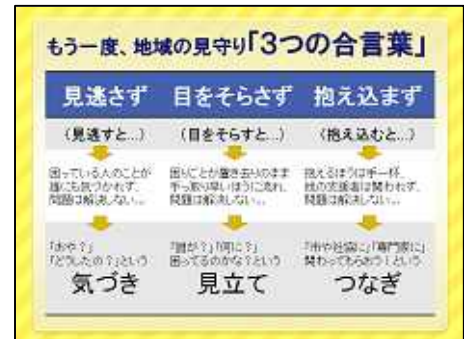 もう一度、地域の見守り「3つの合言葉」
見逃さず
目をそらさず
抱え込まず
(見逃すと...)
(目をそらすと...)
(抱え込むと...)
困っている人のことが
誰にも気づかれず、
問題は解決しない...
困りごとが置き去りのまま
手っ取り早いほうに流れ、
問題は解決しない...
抱えるほうは手一杯、
他の支援者は関わらず、
問題は解決しない...
「おや?」
「どうしたの?」という
気づき
「誰が?」「何に?」
困ってるのかな?という
見立て
「市や社協に」「専門家に」
関わってもらおう!という
つなぎ